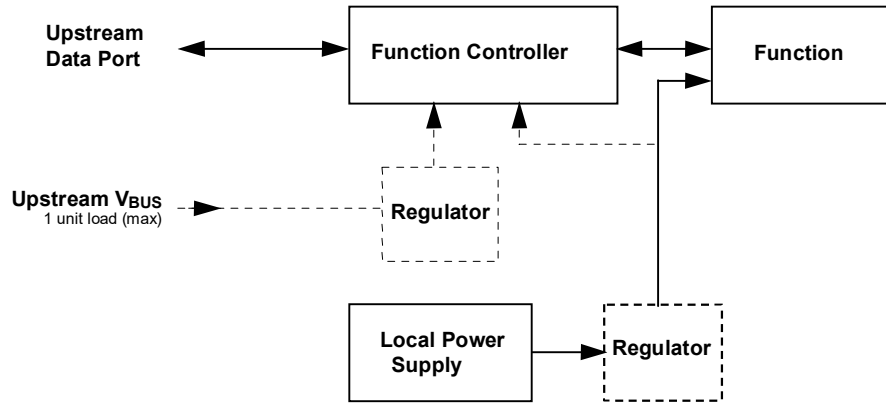 Upstream
Data Port
Function Controller
Function
Upstream VBUS
1 unit load (max)
Regulator
Local Power
Supply
Regulator